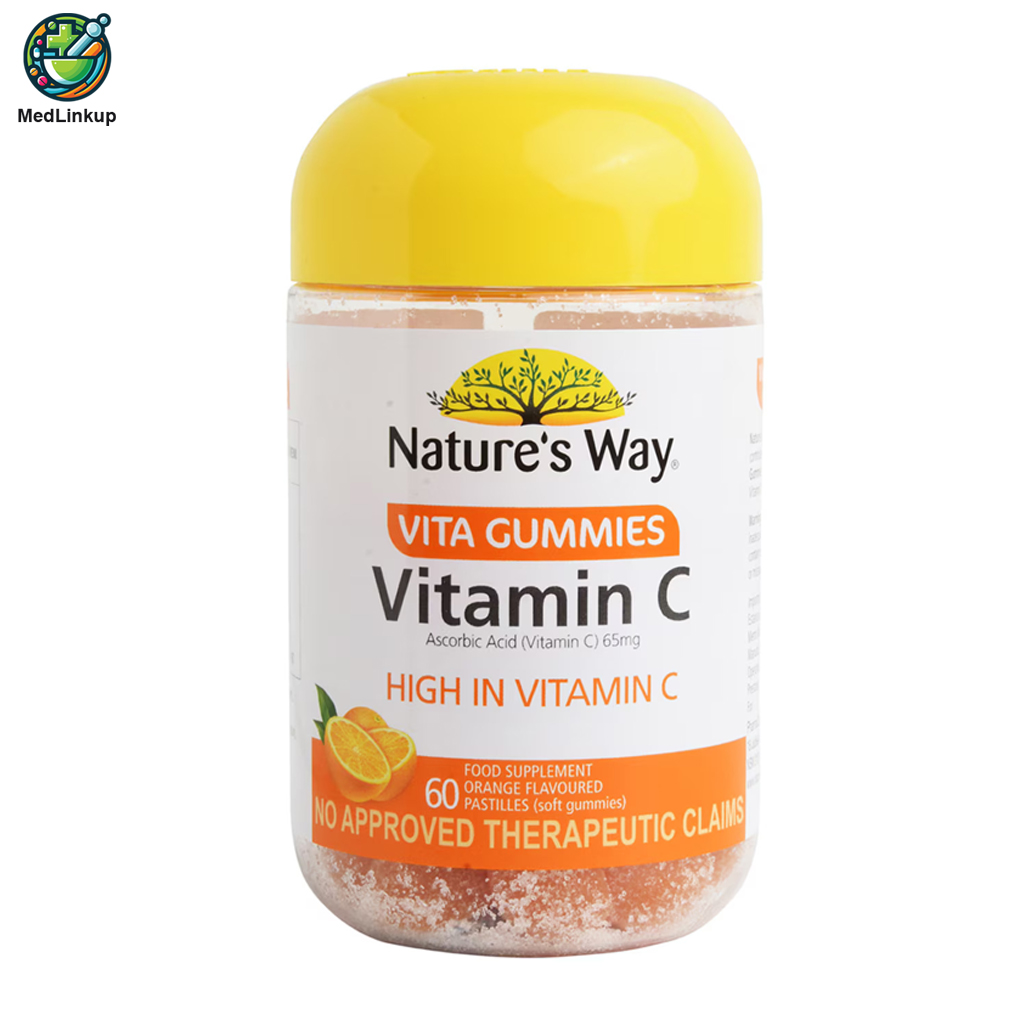 MedLinkup
Nature's Way®
VITA GUMMIES
Vitamin C
Ascorbic Acid (Vitamin C) 65mg
HIGH IN VITAMIN C
60
FOOD SUPPLEMENT
ORANGE FLAVOURED
PASTILLES (soft gummies)
NO APPROVED THERAPEUTIC CLAIMS